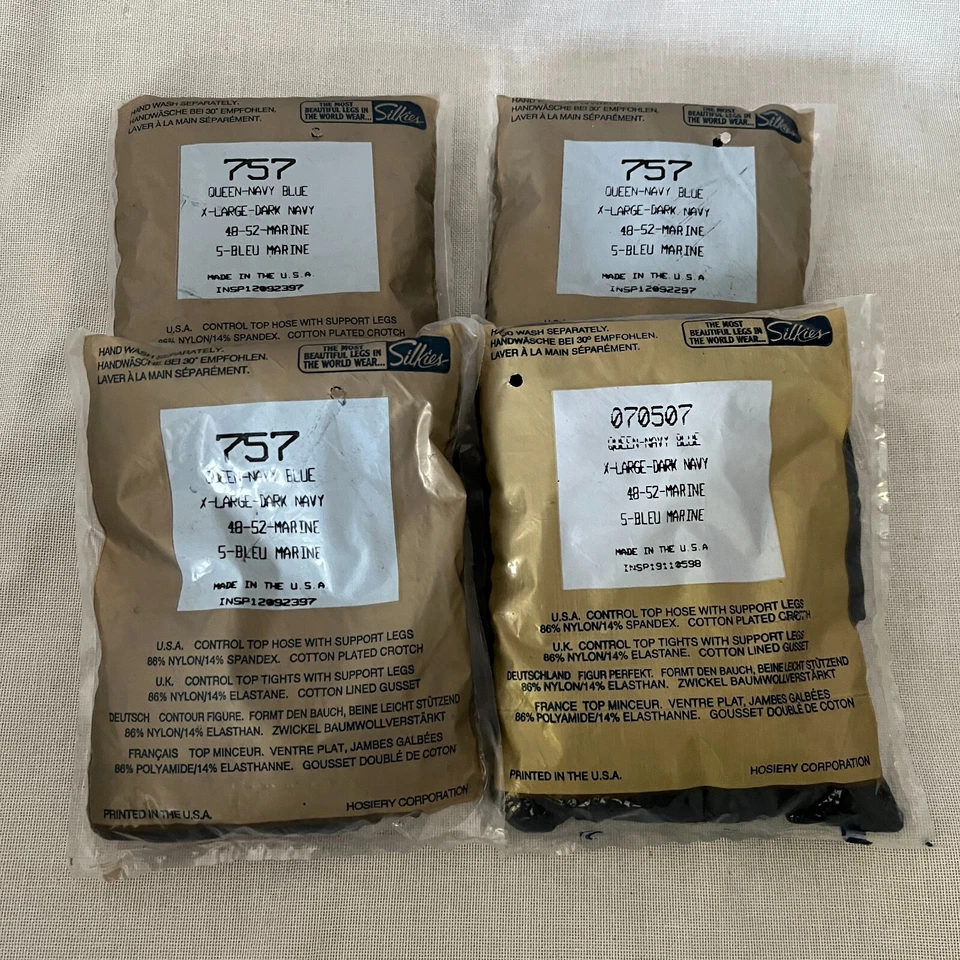 HAND WASH SEPARATELY.
HANDWÄSCHE BEI 30° EMPFOHLEN.
LAVER À LA MAIN SÉPARÉMENT.
THE MOST
BEAUTIFUL LEGS IN
THE WORLD WEAR...
Silkies
757
QUEEN-NAVY BLUE
X-LARGE-DARK NAVY
48-52-MARINE
5-BLEU MARINE
MADE IN THE U.S.A
INSP12092397
U.S.A. CONTROL TOP HOSE WITH SUPPORT LEGS
86% NYLON/14% SPANDEX. COTTON PLATED CROTCH
HAND WASH SEPARATELY.
HANDWÄSCHE BEI 30° EMPFOHLEN.
LAVER À LA MAIN SÉPARÉMENT.
THE MOST
BEAUTIFUL LEGS IN
THE WORLD WEAR...
Silkies
757
QUEEN-NAVY BLUE
X-LARGE-DARK NAVY
48-52-MARINE
5-BLEU MARINE
MADE IN THE U.S.A
INSP12092297
HAND WASH SEPARATELY.
HANDWÄSCHE BEI 30° EMPFOHLEN.
LAVER À LA MAIN SÉPARÉMENT.
THE MOST
BEAUTIFUL LEGS IN
THE WORLD WEAR...
Silkies
757
QUEEN-NAVY BLUE
X-LARGE-DARK NAVY
48-52-MARINE
5-BLEU MARINE
MADE IN THE U.S.A
INSP12092397
U.S.A. CONTROL TOP HOSE WITH SUPPORT LEGS
86% NYLON/14% SPANDEX. COTTON PLATED CROTCH
U.K. CONTROL TOP TIGHTS WITH SUPPORT LEGS
86% NYLON/14% ELASTANE. COTTON LINED GUSSET
DEUTSCH CONTOUR FIGURE. FORMT DEN BAUCH, BEINE LEICHT STÜTZEND
86% NYLON/14% ELASTHAN. ZWICKEL BAUMWOLLVERSTÄRKT
FRANÇAIS TOP MINCEUR. VENTRE PLAT, JAMBES GALBÉES
86% POLYAMIDE/14% ELASTHANNE. GOUSSET DOUBLÉ DE COTON
PRINTED IN THE U.S.A.
HOSIERY CORPORATION
HAND WASH SEPARATELY.
HANDWÄSCHE BEI 30° EMPFOHLEN.
LAVER À LA MAIN SÉPARÉMENT.
THE MOST
BEAUTIFUL LEGS IN
THE WORLD WEAR...
Silkies
070507
QUEEN-NAVY BLUE
X-LARGE-DARK NAVY
48-52-MARINE
5-BLEU MARINE
MADE IN THE U.S.A
INSP19110598
U.S.A. CONTROL TOP HOSE WITH SUPPORT LEGS
86% NYLON/14% SPANDEX. COTTON PLATED CROTCH
U.K. CONTROL TOP TIGHTS WITH SUPPORT LEGS
86% NYLON/14% ELASTANE. COTTON LINED GUSSET
DEUTSCHLAND FIGUR PERFEKT. FORMT DEN BAUCH, BEINE LEICHT STÜTZEND
86% NYLON/14% ELASTHAN. ZWICKEL BAUMWOLLVERSTÄRKT
FRANCE TOP MINCEUR. VENTRE PLAT, JAMBES GALBÉES
86% POLYAMIDE/14% ELASTHANNE. GOUSSET DOUBLÉ DE COTON
PRINTED IN THE U.S.A.
HOSIERY CORPORATION